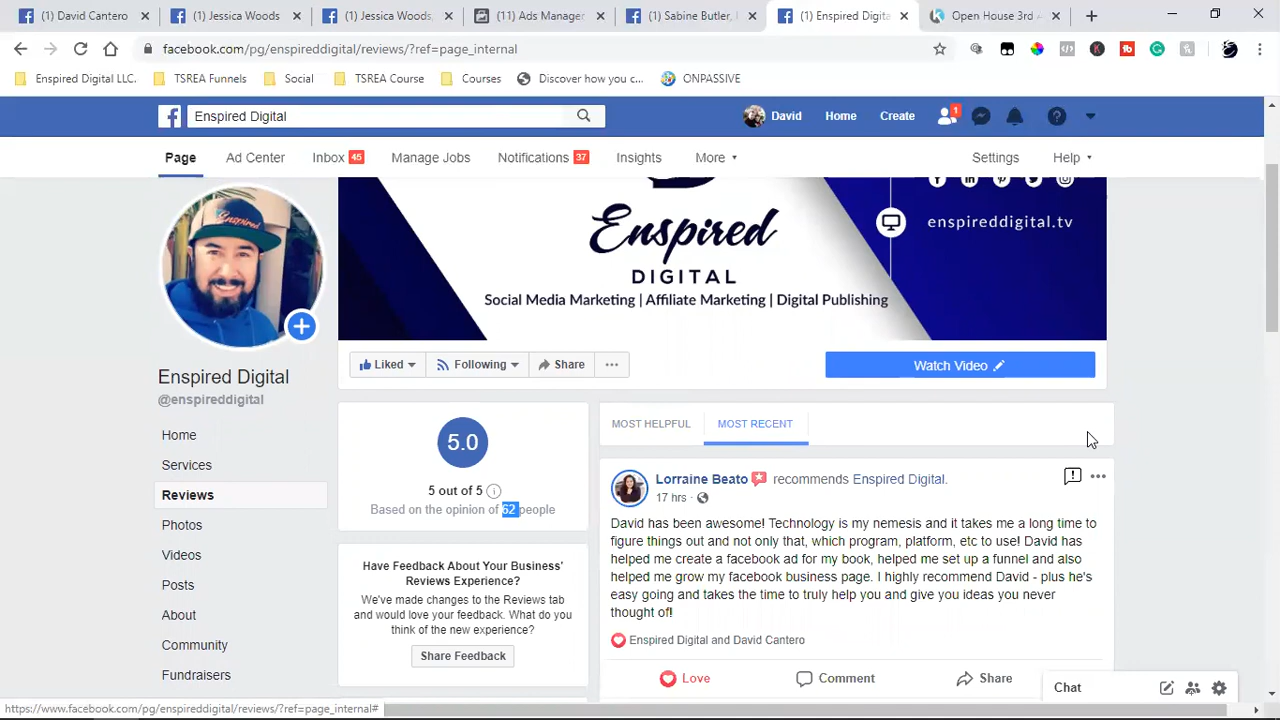 (1) David Cantero
(1) Jessica Woods
(1) Jessica Woods,
(11) Ads Manager
(1) Sabine Butler, 
(1) Enspired Digita
Open House 3rd A
facebook.com/pg/enspireddigital/reviews/?ref=page_internal
Enspired Digital LLC.
TSREA Funnels
Social
TSREA Course
Courses
Discover how you c...
ONPASSIVE
Enspired Digital
David
Home
Create
1
Page
Ad Center
Inbox 45
Manage Jobs
Notifications 37
Insights
More
Settings
Help
Enspired
DIGITAL
Social Media Marketing | Affiliate Marketing | Digital Publishing
enspireddigital.tv
Liked
Following
Share
Watch Video
Enspired Digital
@enspireddigital
Home
Services
Reviews
Photos
Videos
Posts
About
Community
Fundraisers
5.0
5 out of 5
Based on the opinion of 62 people
Have Feedback About Your Business'
Reviews Experience?
We've made changes to the Reviews tab
and would love your feedback. What do you
think of the new experience?
Share Feedback
MOST HELPFUL
MOST RECENT
Lorraine Beato recommends Enspired Digital.
17 hrs ·
David has been awesome! Technology is my nemesis and it takes me a long time to
figure things out and not only that, which program, platform, etc to use! David has
helped me create a facebook ad for my book, helped me set up a funnel and also
helped me grow my facebook business page. I highly recommend David - plus he's
easy going and takes the time to truly help you and give you ideas you never
thought of!
Enspired Digital and David Cantero
Love
Comment
Share
Chat
https://www.facebook.com/pg/enspireddigital/reviews/?ref=page_internal#